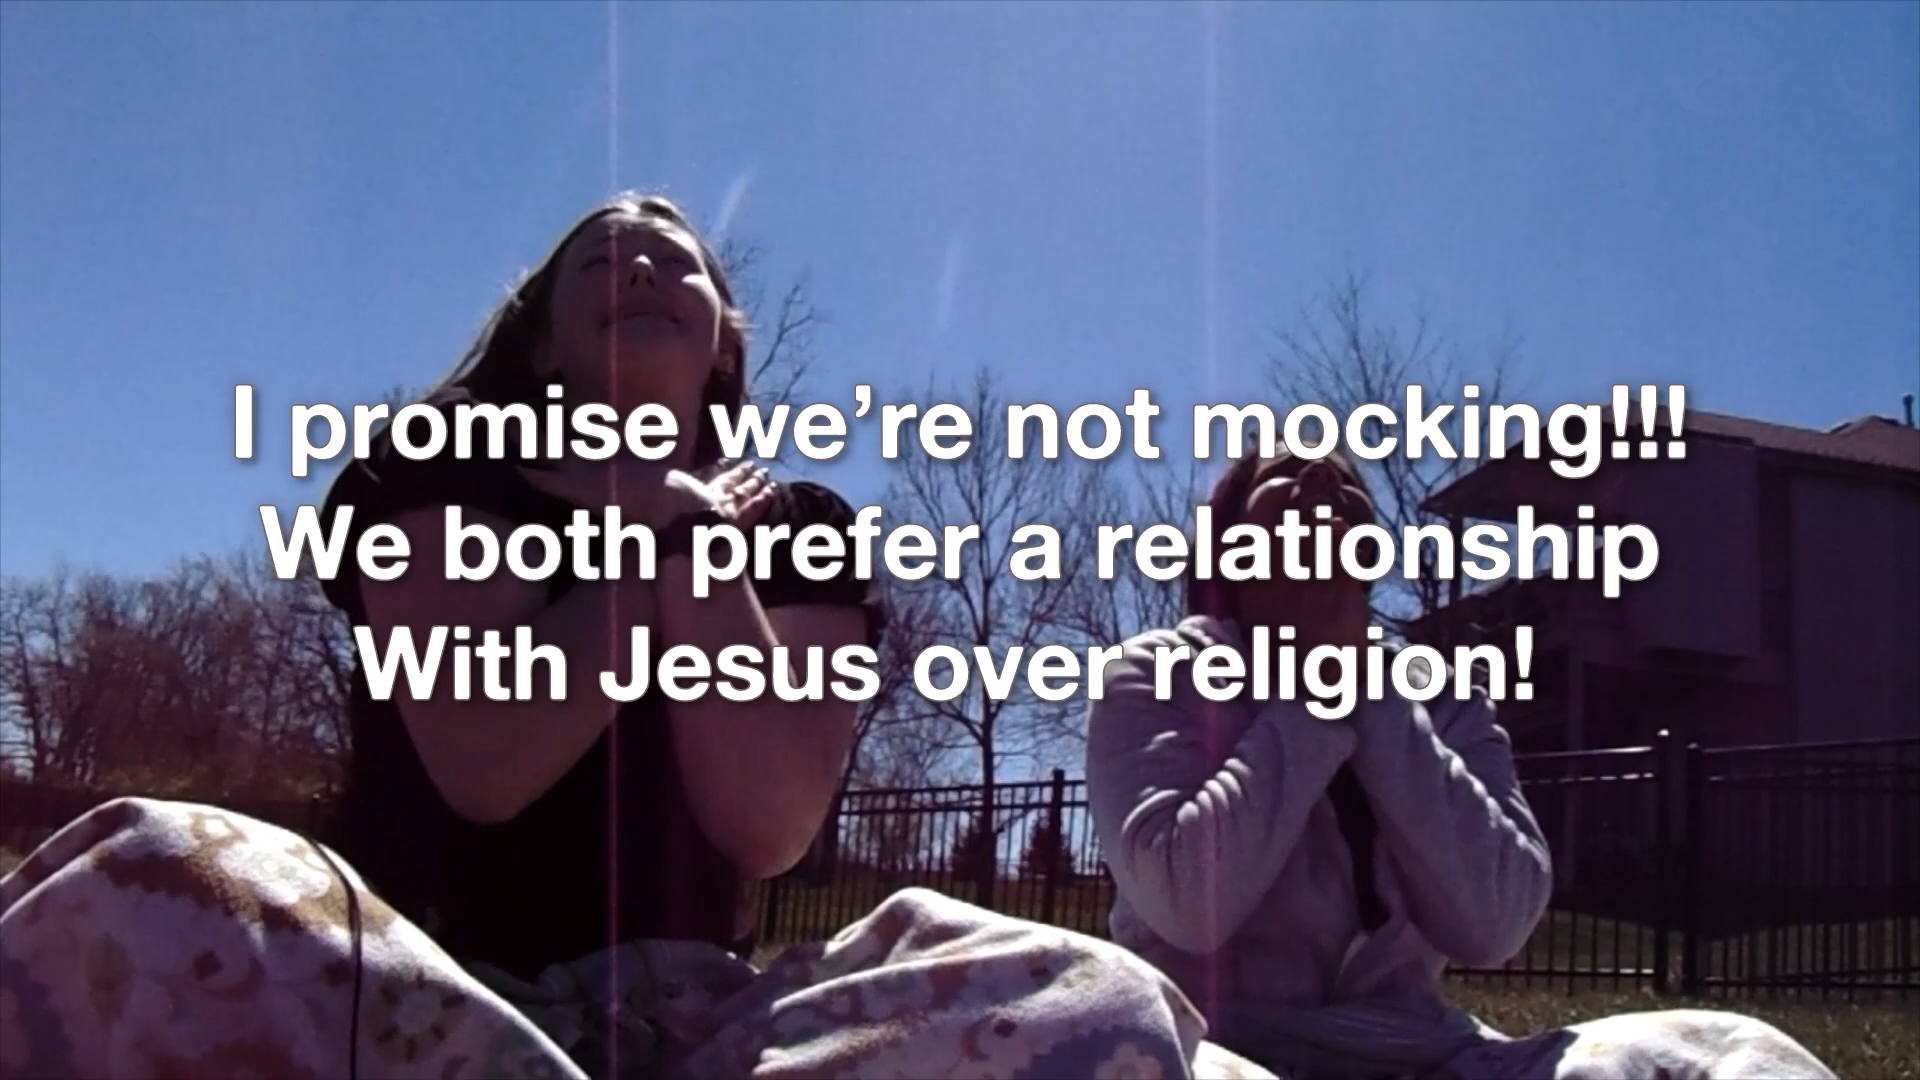 I promise we’re not mocking!!!
We both prefer a relationship
With Jesus over religion!